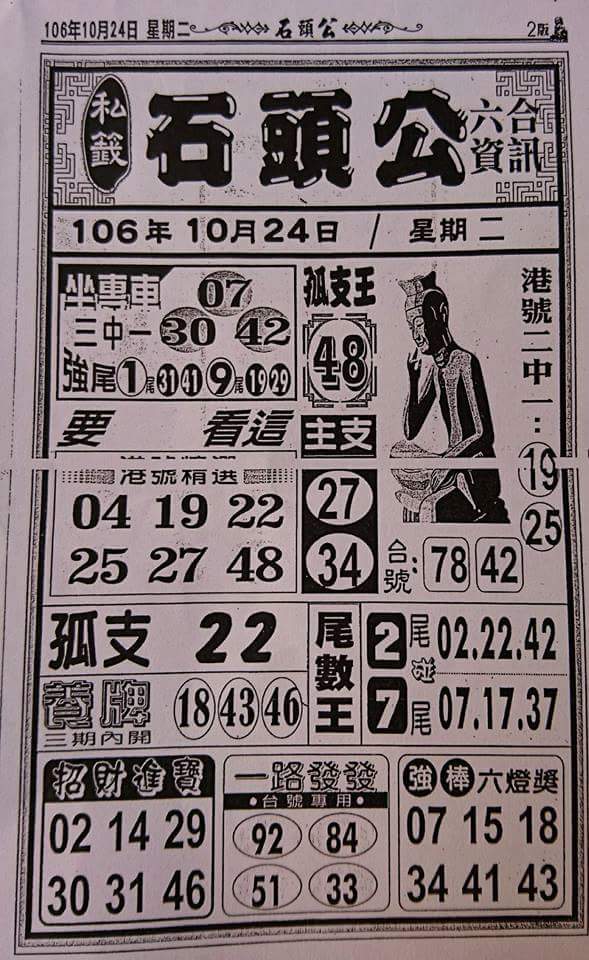 106年10月24日 星期二 石頭公 2版
私籤
石頭公
六合
資訊
106年10月24日 / 星期二
坐專車 07
三中一 30 42
強尾 1尾 31 41 9尾 19 29
孤支王
48
港號二中一:
19
25
要看這
港號精選
04 19 22
25 27 48
主支
27
34
台號: 78 42
孤支 22
養牌 18 43 46
三期內開
尾數王
2尾 02.22.42
碰
7尾 07.17.37
招財進寶
02 14 29
30 31 46
一路發發
•台號專用•
92 84
51 33
強棒六燈獎
07 15 18
34 41 43